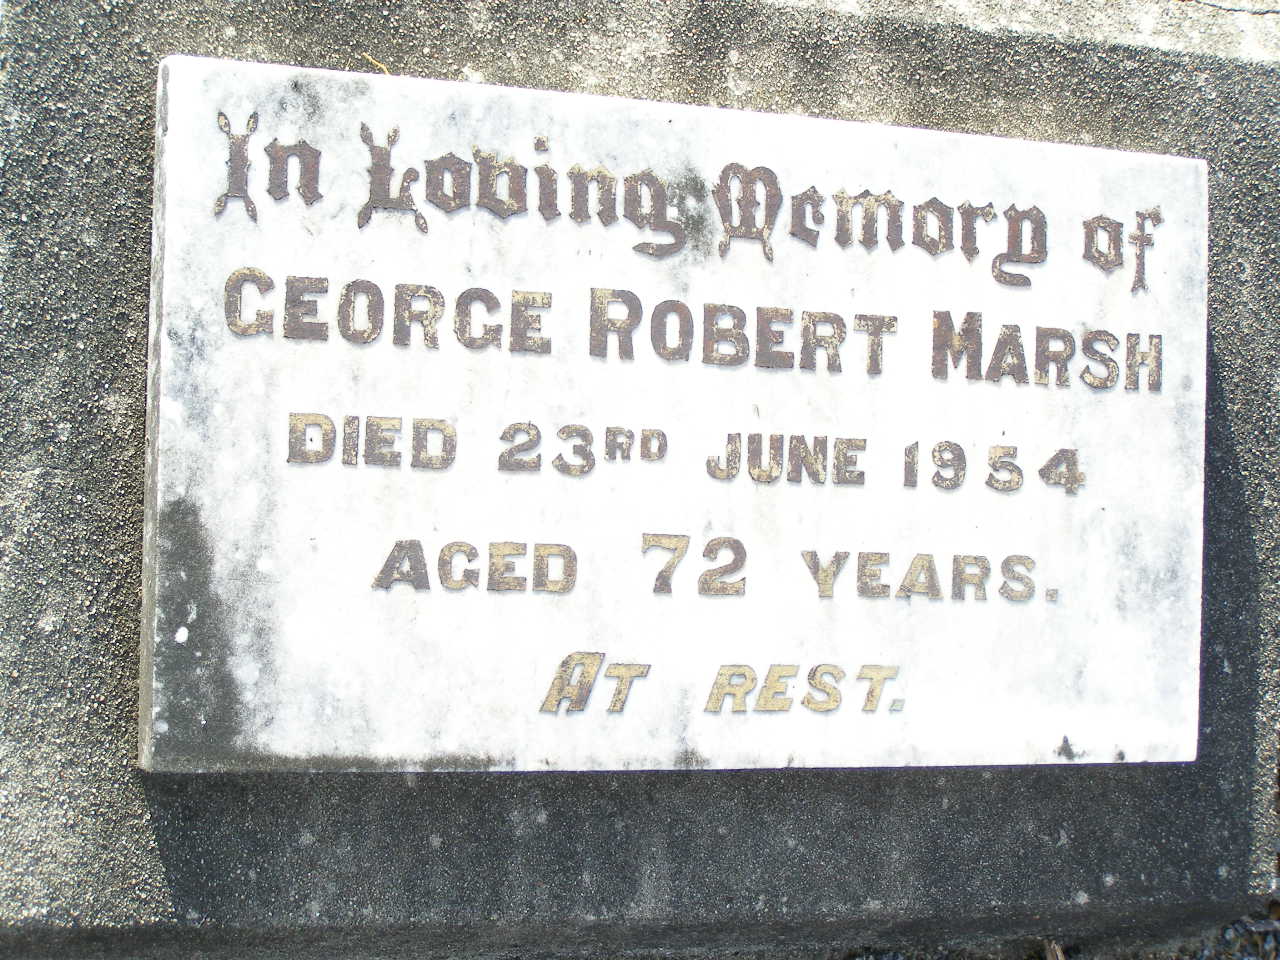 In Loving Memory of
GEORGE ROBERT MARSH
DIED 23RD JUNE 1954
AGED 72 YEARS.
AT REST.